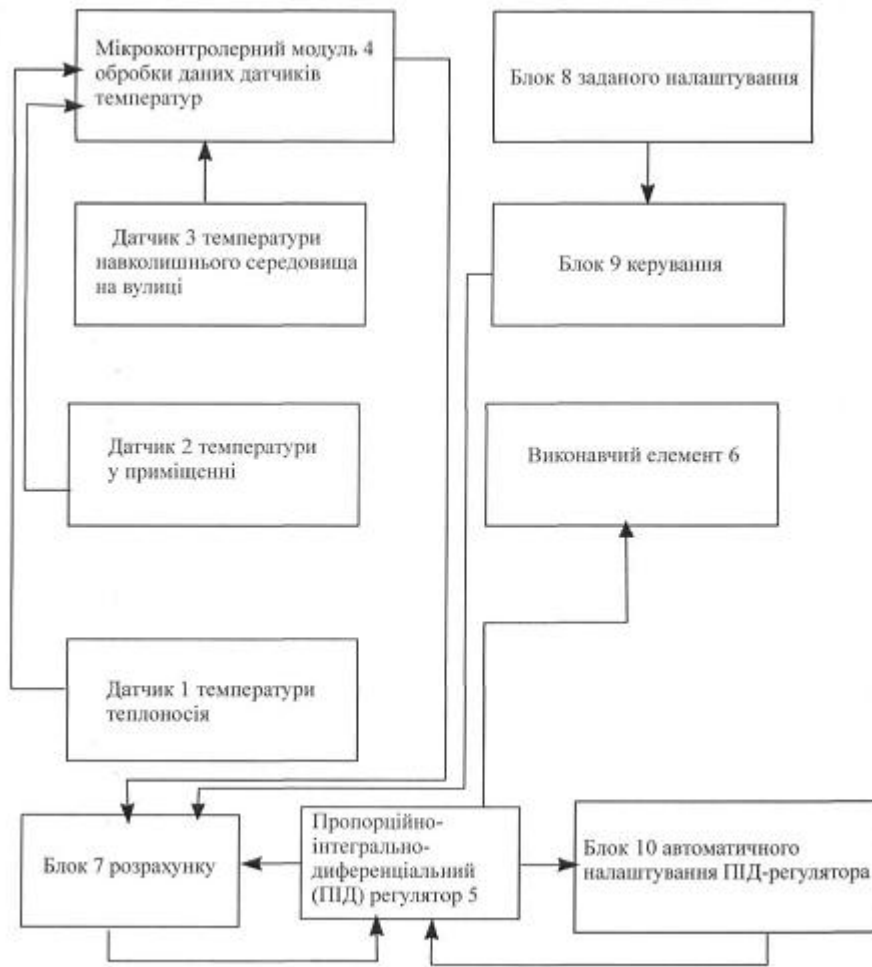 Мікроконтролерний модуль 4
обробки даних датчиків
температур
Блок 8 заданого налаштування
Датчик 3 температури
навколишнього середовища
на вулиці
Блок 9 керування
Датчик 2 температури
у приміщенні
Виконавчий елемент 6
Датчик 1 температури
теплоносія
Блок 7 розрахунку
Пропорційно-
інтегрально-
диференціальний
(ПІД) регулятор 5
Блок 10 автоматичного
налаштування ПІД-регулятора